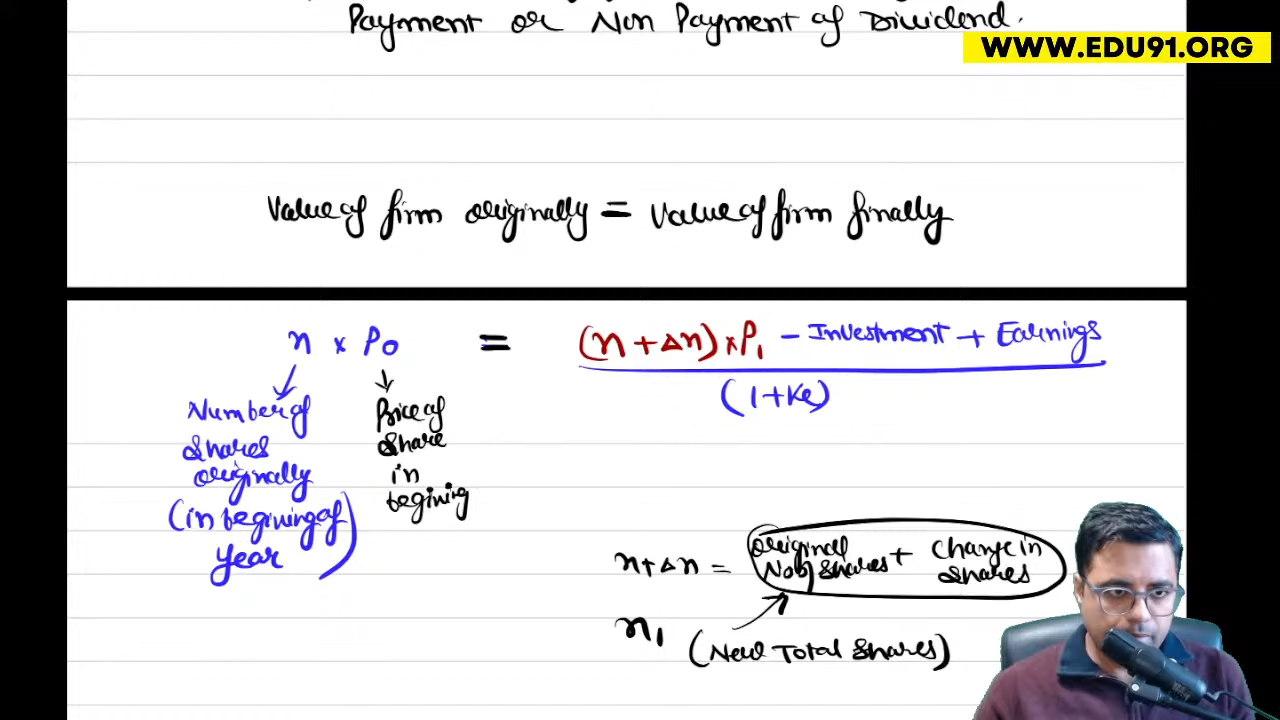 Payment or Non Payment of Dividend.
WWW.EDU91.ORG
Value of firm originally = Value of firm finally
n × P0 = (n + Δn) × P1 - Investment + Earnings
(1+Ke)
Number of
shares
originally
(in begining of
year)
Price of
share
in
begining
n+Δn = original No of shares + change in shares
n1 (New Total shares)